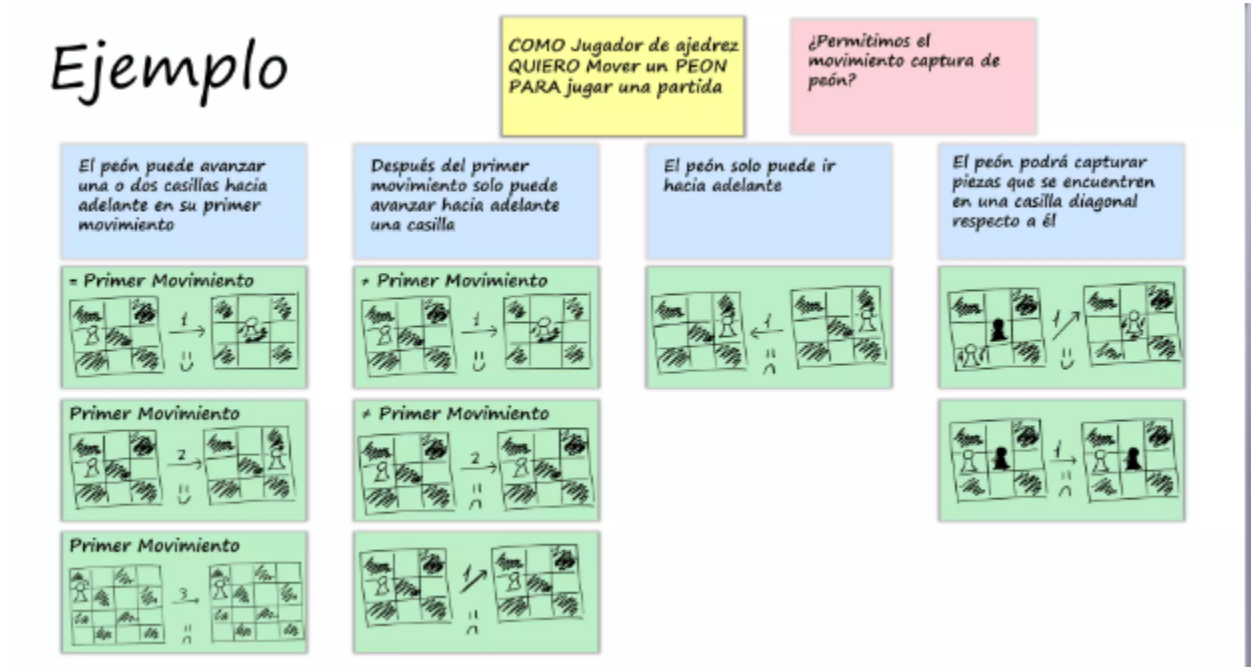 Ejemplo
COMO Jugador de ajedrez
QUIERO Mover un PEON
PARA jugar una partida
¿Permitimos el
movimiento captura de
peón?
El peón puede avanzar
una o dos casillas hacia
adelante en su primer
movimiento
Después del primer
movimiento solo puede
avanzar hacia adelante
una casilla
El peón solo puede ir
hacia adelante
El peón podrá capturar
piezas que se encuentren
en una casilla diagonal
respecto a él
= Primer Movimiento
1
≠ Primer Movimiento
1
1
1
Primer Movimiento
2
≠ Primer Movimiento
2
1
Primer Movimiento
3
1